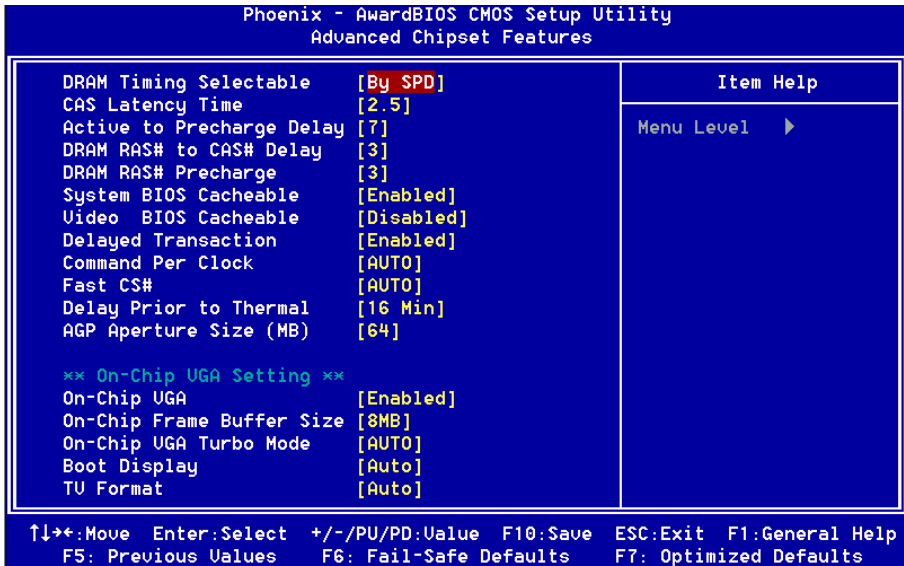 Phoenix - AwardBIOS CMOS Setup Utility
Advanced Chipset Features
DRAM Timing Selectable [By SPD]
CAS Latency Time [2.5]
Active to Precharge Delay [7]
DRAM RAS# to CAS# Delay [3]
DRAM RAS# Precharge [3]
System BIOS Cacheable [Enabled]
Video BIOS Cacheable [Disabled]
Delayed Transaction [Enabled]
Command Per Clock [AUTO]
Fast CS# [AUTO]
Delay Prior to Thermal [16 Min]
AGP Aperture Size (MB) [64]
** On-Chip VGA Setting **
On-Chip VGA [Enabled]
On-Chip Frame Buffer Size [8MB]
On-Chip VGA Turbo Mode [AUTO]
Boot Display [Auto]
TV Format [Auto]
Item Help
Menu Level ▶
↑↓→←:Move Enter:Select +/-/PU/PD:Value F10:Save ESC:Exit F1:General Help
F5: Previous Values F6: Fail-Safe Defaults F7: Optimized Defaults